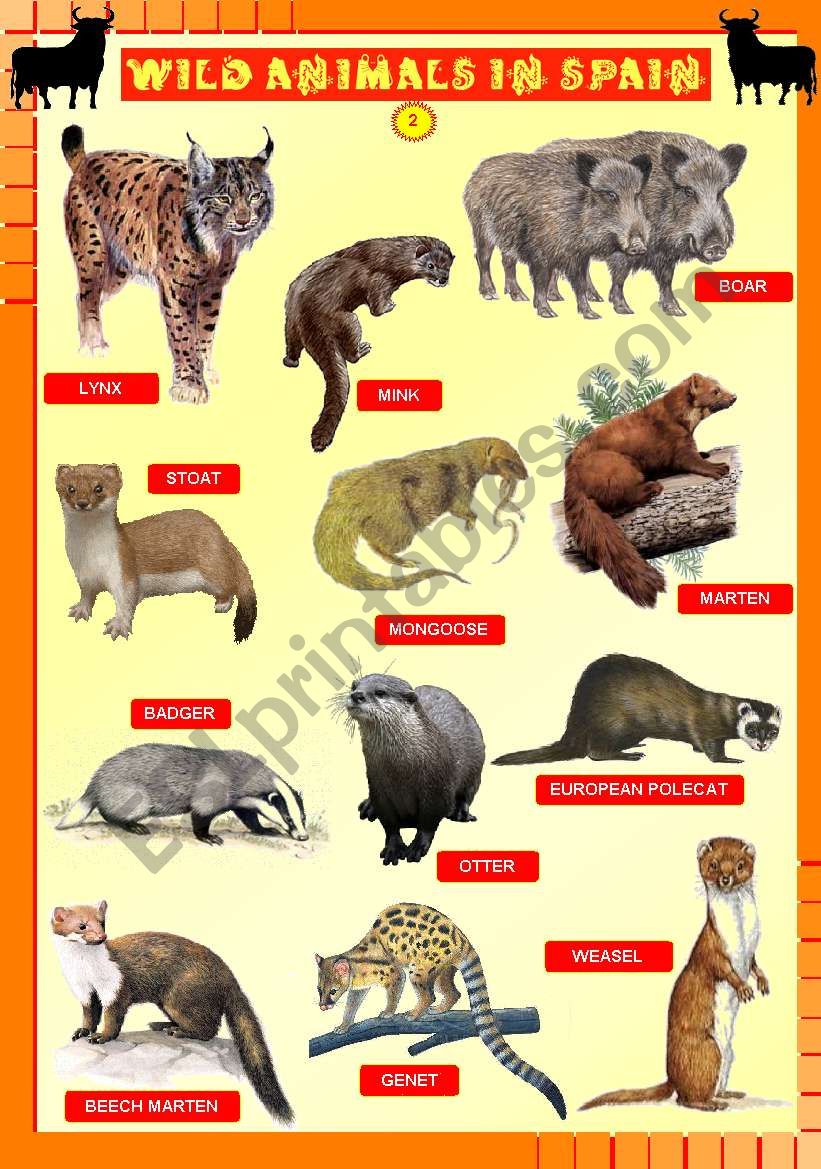 WILD ANIMALS IN SPAIN
2
LYNX
MINK
BOAR
STOAT
MONGOOSE
MARTEN
BADGER
OTTER
EUROPEAN POLECAT
BEECH MARTEN
GENET
WEASEL
ESLprintables.com